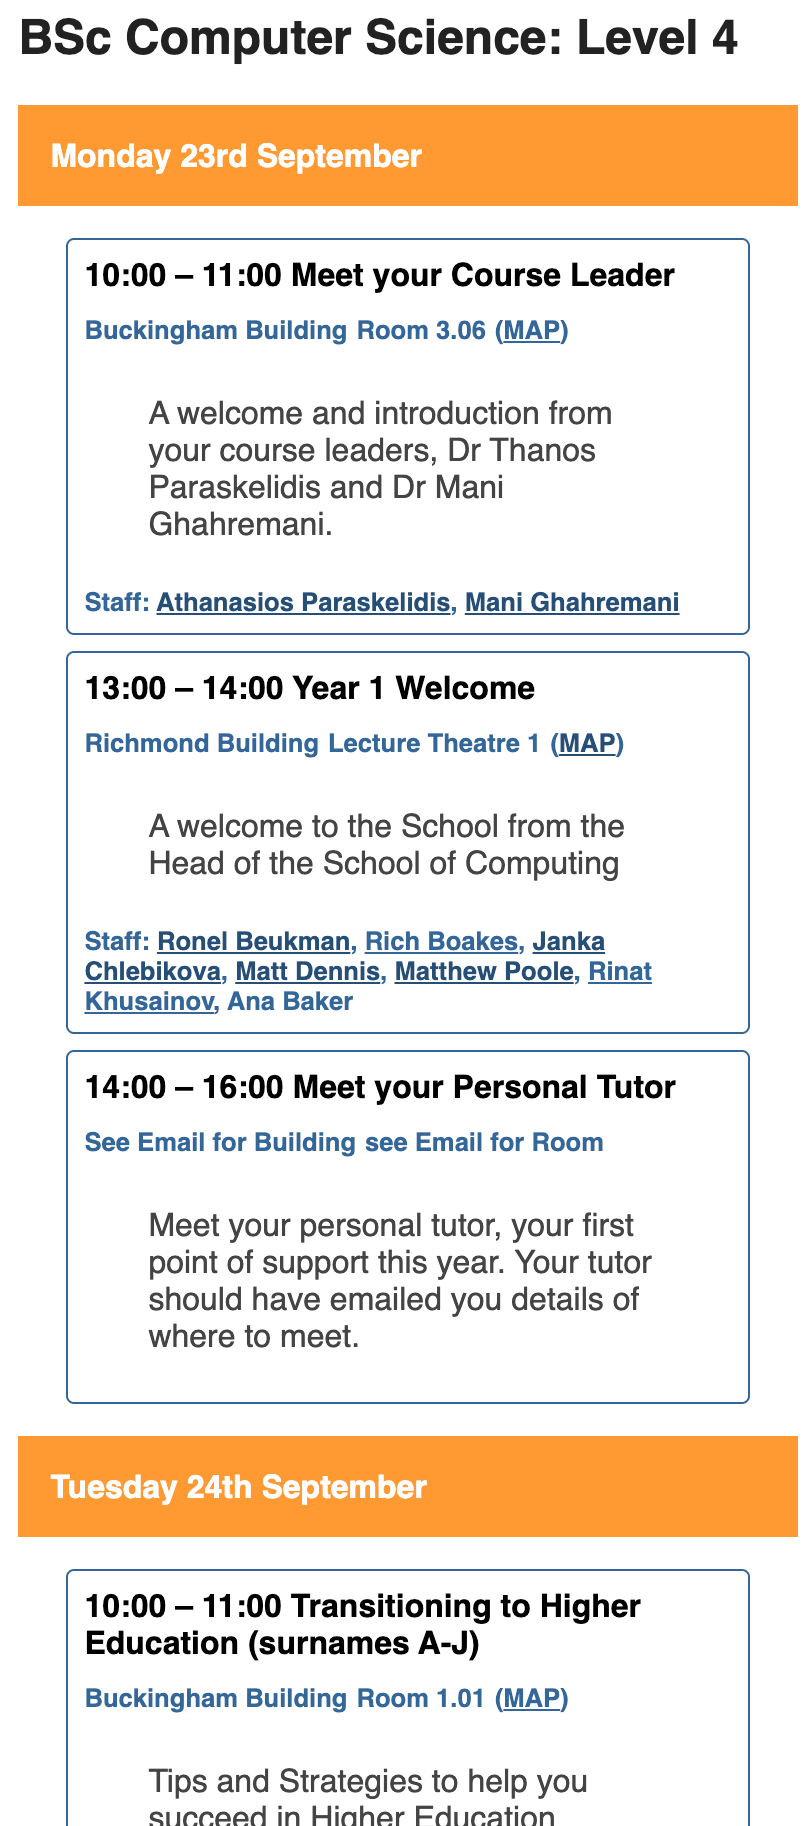 BSc Computer Science: Level 4
Monday 23rd September
10:00 – 11:00 Meet your Course Leader
Buckingham Building Room 3.06 (MAP)
A welcome and introduction from
your course leaders, Dr Thanos
Paraskelidis and Dr Mani
Ghahremani.
Staff: Athanasios Paraskelidis, Mani Ghahremani
13:00 – 14:00 Year 1 Welcome
Richmond Building Lecture Theatre 1 (MAP)
A welcome to the School from the
Head of the School of Computing
Staff: Ronel Beukman, Rich Boakes, Janka
Chlebikova, Matt Dennis, Matthew Poole, Rinat
Khusainov, Ana Baker
14:00 – 16:00 Meet your Personal Tutor
See Email for Building see Email for Room
Meet your personal tutor, your first
point of support this year. Your tutor
should have emailed you details of
where to meet.
Tuesday 24th September
10:00 – 11:00 Transitioning to Higher
Education (surnames A-J)
Buckingham Building Room 1.01 (MAP)
Tips and Strategies to help you
succeed in Higher Education